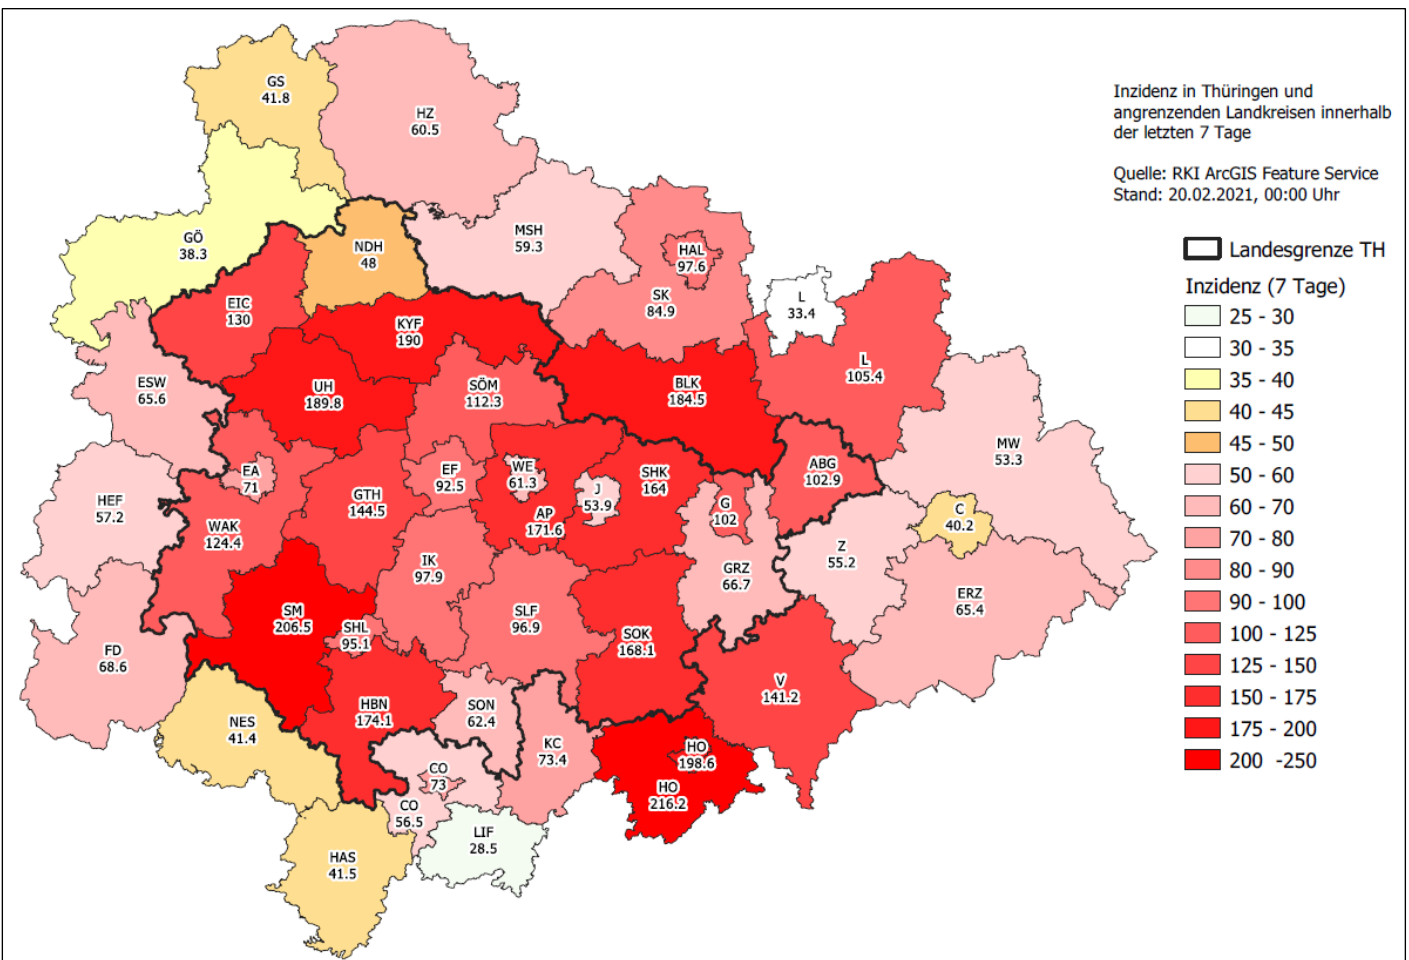 Inzidenz in Thüringen und
angrenzenden Landkreisen innerhalb
der letzten 7 Tage
Quelle: RKI ArcGIS Feature Service
Stand: 20.02.2021, 00:00 Uhr
Landesgrenze TH
Inzidenz (7 Tage)
25 - 30
30 - 35
35 - 40
40 - 45
45 - 50
50 - 60
60 - 70
70 - 80
80 - 90
90 - 100
100 - 125
125 - 150
150 - 175
175 - 200
200 -250
GS
41.8
HZ
60.5
GÖ
38.3
NDH
48
MSH
59.3
HAL
97.6
SK
84.9
L
33.4
EIC
130
KYF
190
L
105.4
ESW
65.6
UH
189.8
SÖM
112.3
BLK
184.5
MW
53.3
EA
71
EF
92.5
WE
61.3
SHK
164
ABG
102.9
HEF
57.2
GTH
144.5
J
53.9
G
102
C
40.2
WAK
124.4
AP
171.6
Z
55.2
IK
97.9
GRZ
66.7
ERZ
65.4
SM
206.5
SHL
95.1
SLF
96.9
SOK
168.1
FD
68.6
V
141.2
NES
41.4
HBN
174.1
SON
62.4
KC
73.4
HO
198.6
CO
73
HO
216.2
CO
56.5
LIF
28.5
HAS
41.5